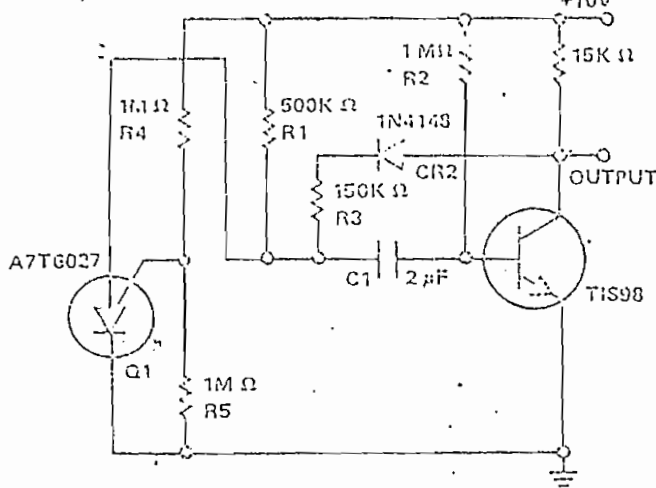 +10V
1 MΩ
R2
15K Ω
1M Ω
R4
500K Ω
R1
1N4148
CR2
150K Ω
R3
OUTPUT
A7T6027
C1
2 µF
TIS98
Q1
1M Ω
R5